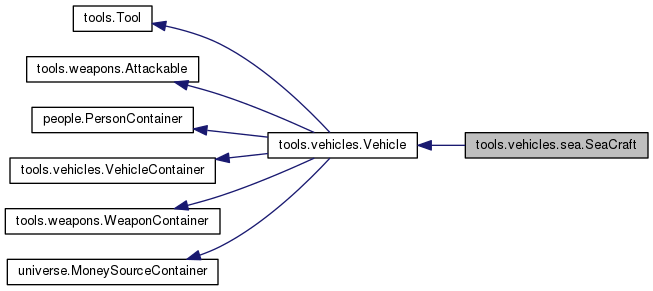 tools.Tool
tools.weapons.Attackable
people.PersonContainer
tools.vehicles.Vehicle
tools.vehicles.sea.SeaCraft
tools.vehicles.VehicleContainer
tools.weapons.WeaponContainer
universe.MoneySourceContainer